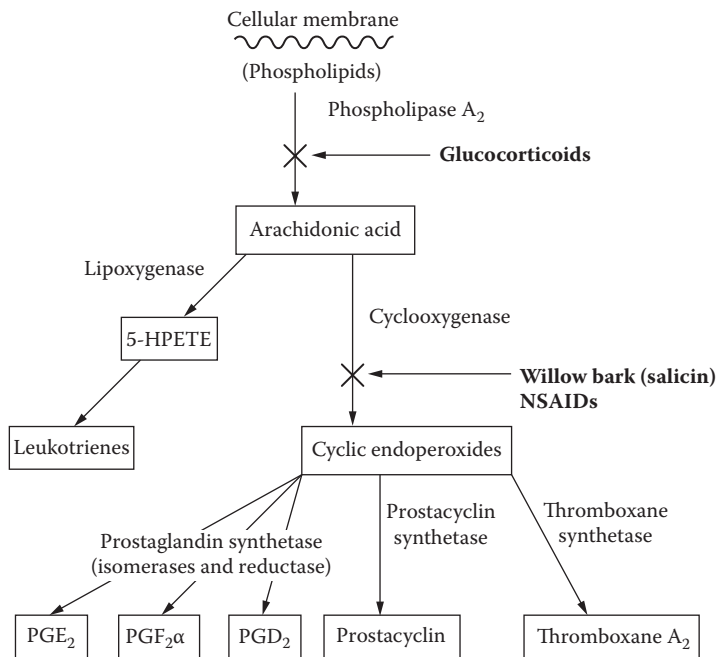 Cellular membrane
(Phospholipids)
Phospholipase A₂
Glucocorticoids
Arachidonic acid
Lipoxygenase
5-HPETE
Cyclooxygenase
Willow bark (salicin)
NSAIDs
Leukotrienes
Cyclic endoperoxides
Prostaglandin synthetase
(isomerases and reductase)
Prostacyclin
synthetase
Thromboxane
synthetase
PGE₂
PGF₂α
PGD₂
Prostacyclin
Thromboxane A₂